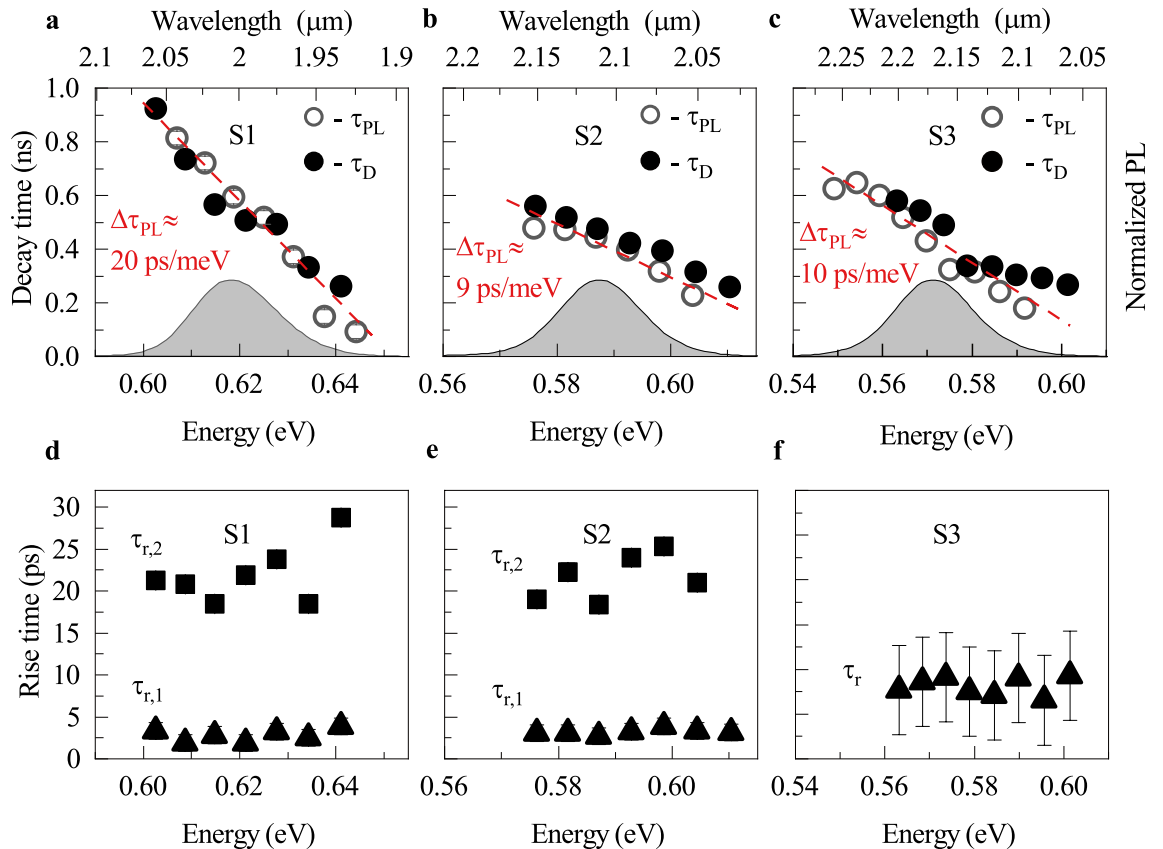 a
Wavelength (μm)
2.1 2.05 2 1.95 1.9
b
Wavelength (μm)
2.2 2.15 2.1 2.05
c
Wavelength (μm)
2.25 2.2 2.15 2.1 2.05
Decay time (ns)
1.0
0.8
0.6
0.4
0.2
0.0
S1
- τPL
- τD
ΔτPL≈
20 ps/meV
S2
- τPL
- τD
ΔτPL≈
9 ps/meV
S3
- τPL
- τD
ΔτPL≈
10 ps/meV
Normalized PL
0.60 0.62 0.64
Energy (eV)
0.56 0.58 0.60
Energy (eV)
0.54 0.56 0.58 0.60
Energy (eV)
d
Rise time (ps)
30
25
20
15
10
5
0
S1
τr,2
τr,1
0.60 0.62 0.64
Energy (eV)
e
S2
τr,2
τr,1
0.56 0.58 0.60
Energy (eV)
f
S3
τr
0.54 0.56 0.58 0.60
Energy (eV)